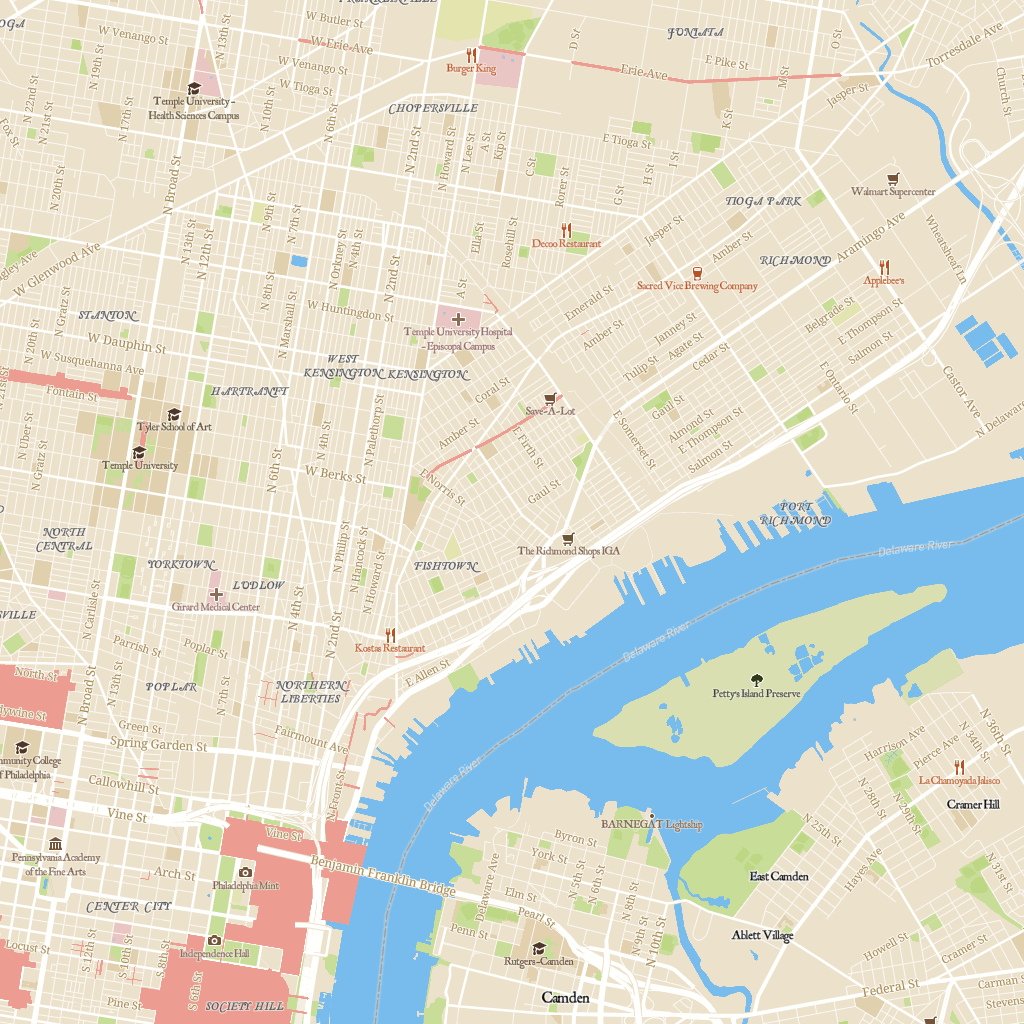 W Butler St
FONIATA
W Venango St
N 13th St
W Erie Ave
D St
O St
Torresdale Ave
Burger King
Erie Ave
E Pike St
W Venango St
N 19th St
M St
Church St
Temple University -
Health Sciences Campus
W Tioga St
Jasper St
N 22nd St
N 21st St
N 17th St
N 10th St
N 6th St
CHOPERSVILLE
K St
Fox St
N 2nd St
N Howard St
N Lee St
A St
Kip St
E Tioga St
C St
Rorer St
G St
H St
J St
N 20th St
N Broad St
Walmart Supercenter
TIOGA PARK
N 13th St
N 12th St
N 9th St
N 7th St
N Orkney St
N 4th St
N 2nd St
Ella St
Rosehill St
Decoo Restaurant
Jasper St
Amber St
Aramingo Ave
Wheatsheaf Ln
RICHMOND
W Glenwood Ave
N 8th St
A St
Sacred Vice Brewing Company
Applebee's
N Gratz St
N Marshall St
W Huntingdon St
Emerald St
Belgrade St
E Thompson St
STANTON
N 20th St
Temple University Hospital
- Episcopal Campus
Amber St
Janney St
Agate St
Cedar St
Salmon St
W Dauphin St
W Susquehanna Ave
WEST
KENSINGTON
KENSINGTON
Tulip St
E Ontario St
Castor Ave
N 21st St
Fontain St
HARTRANFT
Coral St
Save-A-Lot
Gaul St
N Delaware
Tyler School of Art
N Uber St
N Gratz St
N 4th St
N Palethorp St
Amber St
E Firth St
E Somerset St
Almond St
E Thompson St
Salmon St
Temple University
N 6th St
W Berks St
E Norris St
Gaul St
PORT
RICHMOND
NORTH
CENTRAL
N Philip St
N Hancock St
N Howard St
The Richmond Shops IGA
Delaware River
YORKTOWN
LUDLOW
FISHTOWN
N Carlisle St
Girard Medical Center
N 4th St
N 2nd St
Kostas Restaurant
Delaware River
Parrish St
Poplar St
North St
N Broad St
N 13th St
POPLAR
N 7th St
NORTHERN
LIBERTIES
E Allen St
Petty's Island Preserve
Green St
Spring Garden St
Fairmount Ave
Harrison Ave
Pierce Ave
N 34th St
N 36th St
La Chamoyada Jalisco
Cramer Hill
Callowhill St
Vine St
N Front St
Delaware River
N 28th St
N 29th St
N 25th St
BARNEGAT Lightship
Vine St
Pennsylvania Academy
of the Fine Arts
Arch St
Philadelphia Mint
Benjamin Franklin Bridge
Byron St
York St
Hayes Ave
East Camden
N 31st St
Elm St
N 5th St
N 6th St
N 8th St
Delaware Ave
CENTER CITY
Pearl St
Penn St
N 9th St
N 10th St
Ablett Village
Locust St
S 12th St
S 10th St
S 8th St
Independence Hall
Rutgers-Camden
Howell St
Cramer St
Camden
Pine St
S 6th St
SOCIETY HILL
Federal St
Carman S
Stevens